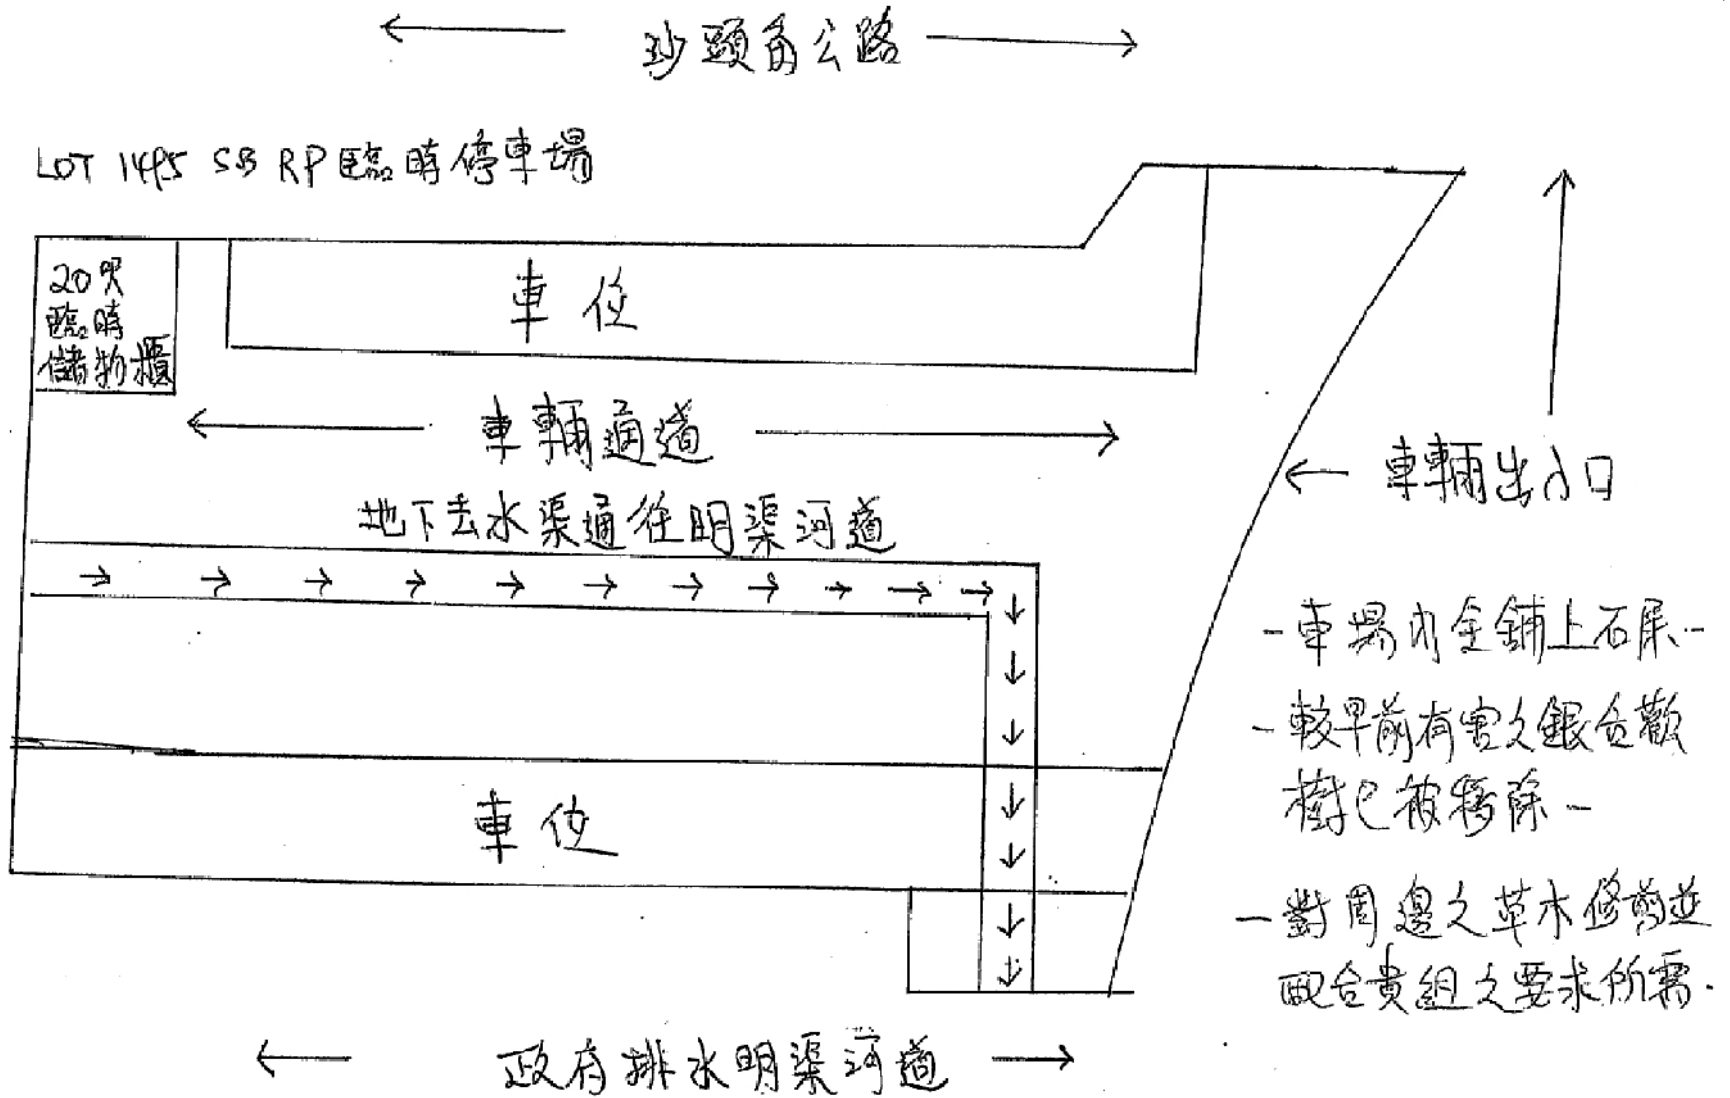 沙頭角公路
LOT 1495 SB RP 臨時停車場
20呎
臨時
儲物櫃
車位
車輛通道
車輛出入口
地下去水渠通往明渠河道
-車場內全鋪上石屎-
-較早前有害之銀合歡
樹已被移除-
車位
-對周邊之草木修剪並
配合貴組之要求所需.
政府排水明渠河道